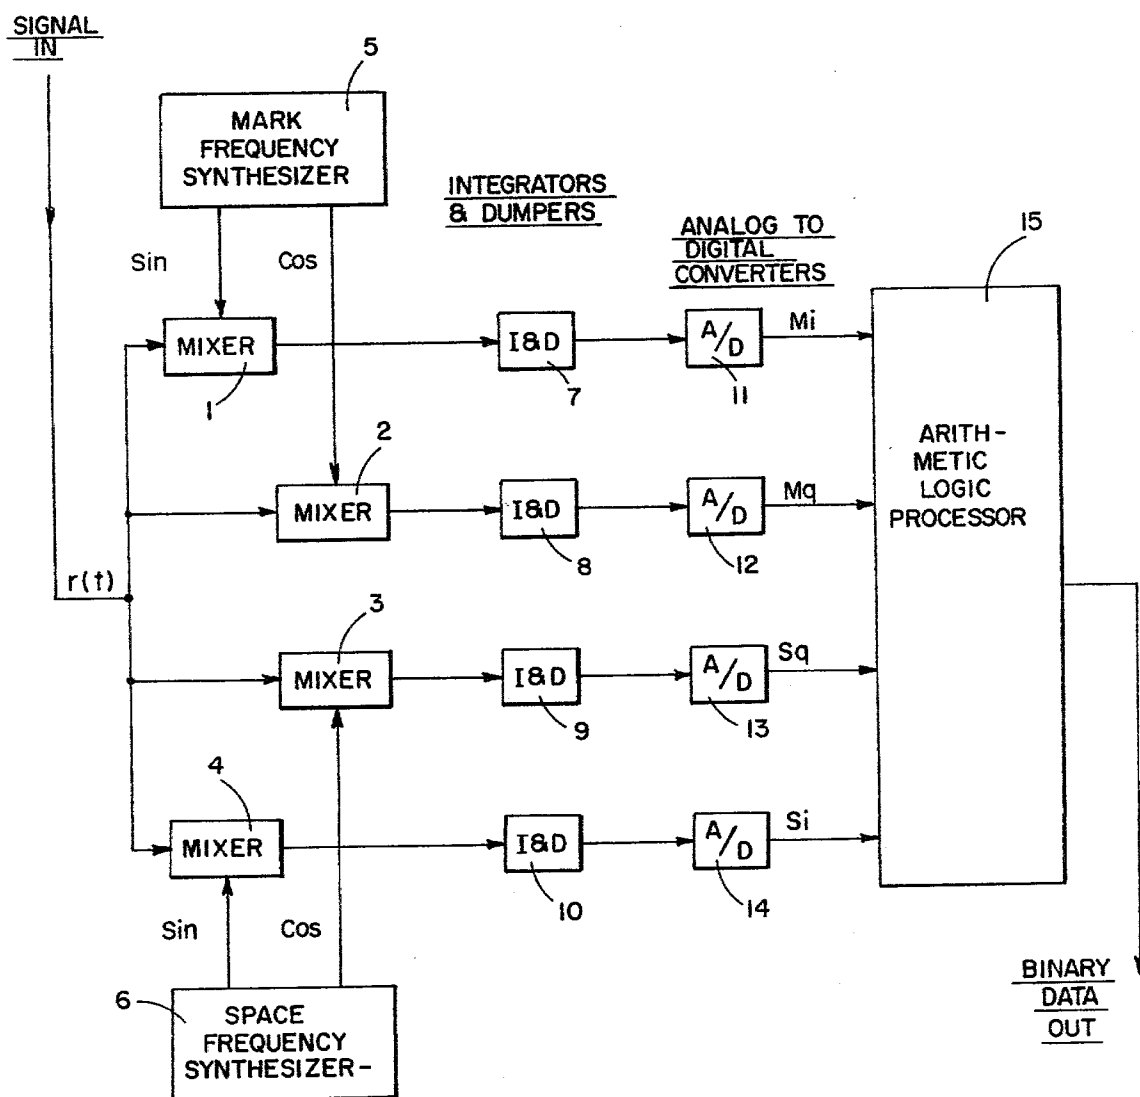 SIGNAL
IN
5
MARK
FREQUENCY
SYNTHESIZER
INTEGRATORS
& DUMPERS
ANALOG TO
DIGITAL
CONVERTERS
15
Sin
Cos
MIXER
1
I&D
7
A/D
11
Mi
ARITH-
METIC
LOGIC
PROCESSOR
2
MIXER
I&D
8
A/D
12
Mq
r(t)
3
MIXER
I&D
9
A/D
13
Sq
4
MIXER
I&D
10
A/D
14
Si
Sin
Cos
6
SPACE
FREQUENCY
SYNTHESIZER-
BINARY
DATA
OUT